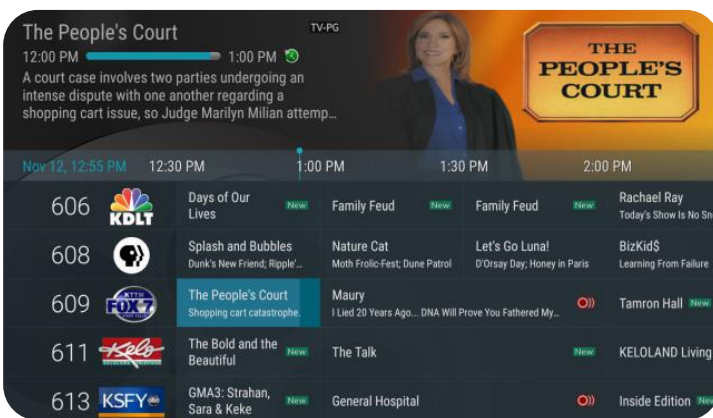 The People's Court
TV-PG
12:00 PM 1:00 PM
A court case involves two parties undergoing an
intense dispute with one another regarding a
shopping cart issue, so Judge Marilyn Milian attemp...
THE
PEOPLE'S
COURT
Nov 12, 12:55 PM 12:30 PM 1:00 PM 1:30 PM 2:00 PM
606 KDLT
Days of Our
Lives New
Family Feud New
Family Feud New
Rachael Ray
Today's Show Is No Sn
608
Splash and Bubbles
Dunk's New Friend; Ripple'..
Nature Cat
Moth Frolic-Fest; Dune Patrol
Let's Go Luna!
D'Orsay Day; Honey in Paris
BizKid$
Learning From Failure
609 KTTW
FOX 7
The People's Court
Shopping cart catastrophe.
Maury
I Lied 20 Years Ago... DNA Will Prove You Fathered My...
Tamron Hall New
611 Kelo
The Bold and the
Beautiful New
The Talk New
KELOLAND Living
613 KSFY abc
GMA3: Strahan,
Sara & Keke New
General Hospital
Inside Edition New